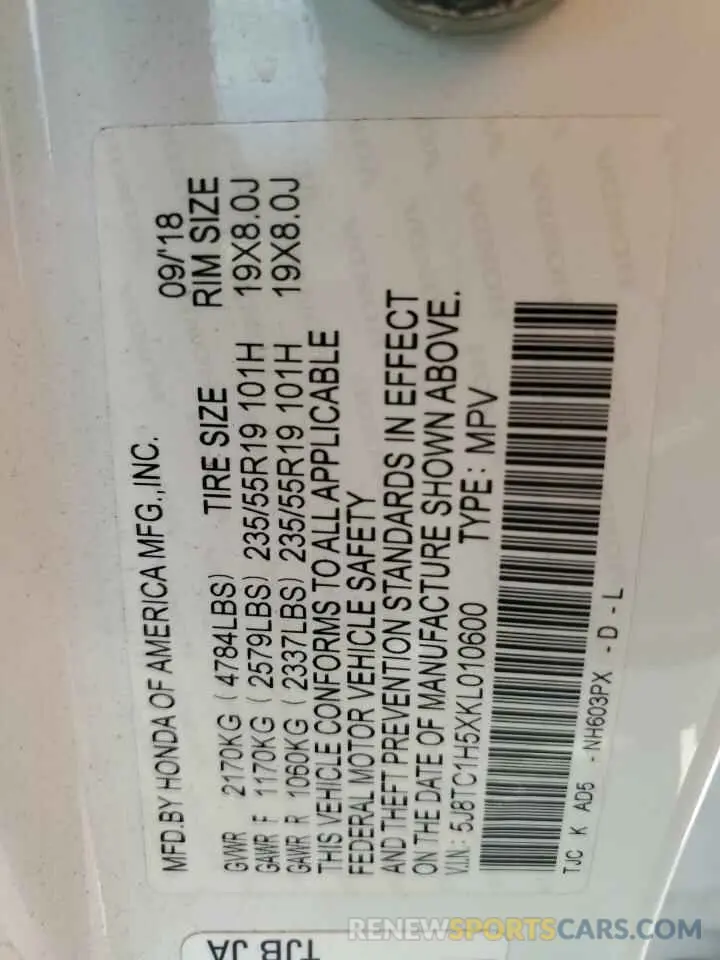 MFD.BY HONDA OF AMERICA MFG.,INC. 09/'18
GVWR 2170KG ( 4784LBS) TIRE SIZE RIM SIZE
GAWR F 1170KG ( 2579LBS) 235/55R19 101H 19X8.0J
GAWR R 1060KG ( 2337LBS) 235/55R19 101H 19X8.0J
THIS VEHICLE CONFORMS TO ALL APPLICABLE
FEDERAL MOTOR VEHICLE SAFETY
AND THEFT PREVENTION STANDARDS IN EFFECT
ON THE DATE OF MANUFACTURE SHOWN ABOVE.
V.I.N.: 5J8TC1H5XKL010600 TYPE: MPV
TJC K AD5 -NH603PX -D-L
TJB JA
RENEWSPORTSCARS.COM